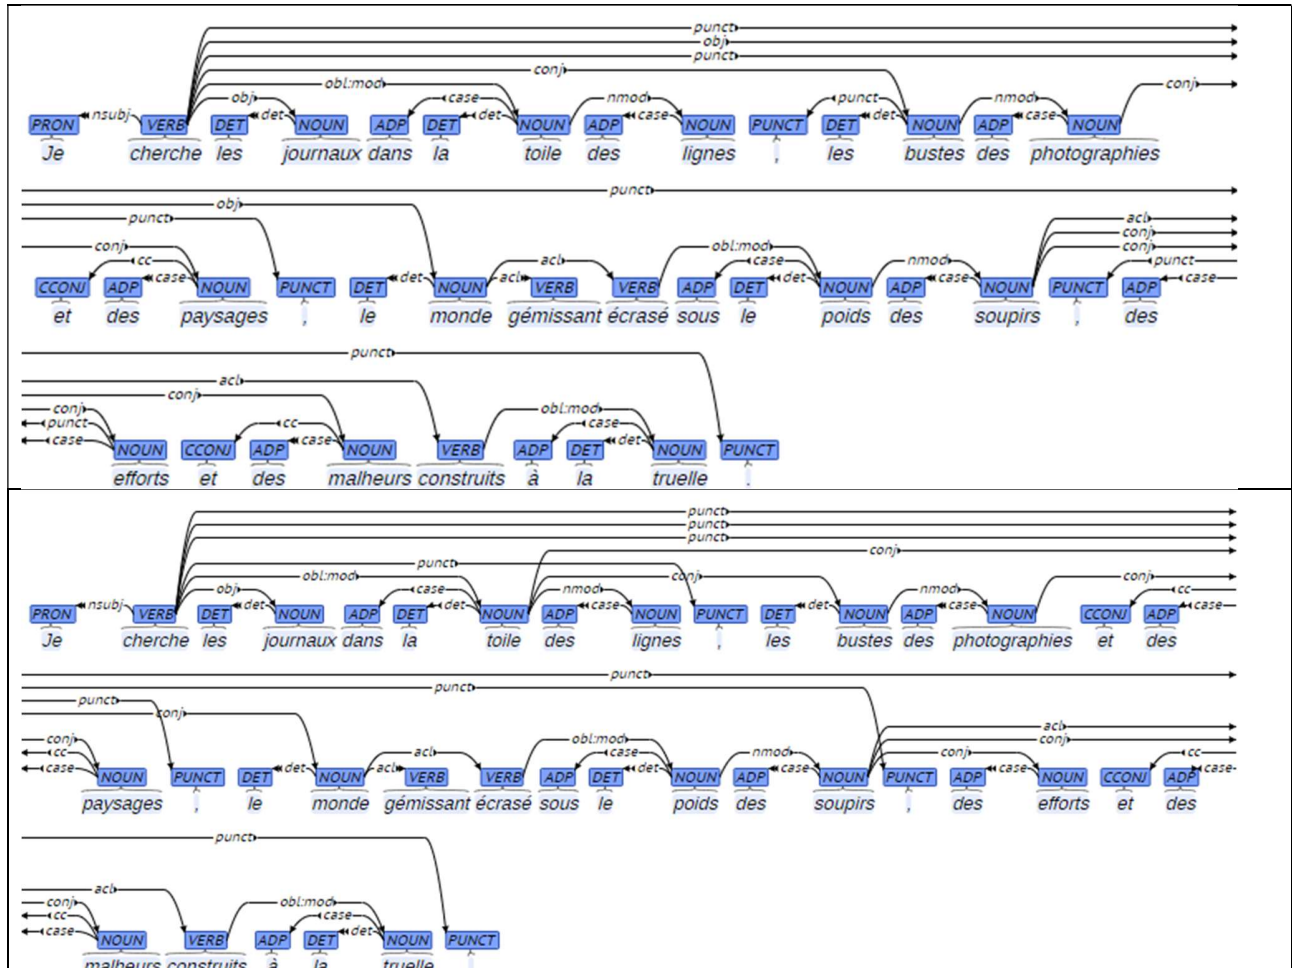 punct
obj
punct
conj
obl:mod conj
obj case nmod punct nmod
nsubj det det case det case
PRON VERB DET NOUN ADP DET NOUN ADP NOUN PUNCT DET NOUN ADP NOUN
Je cherche les journaux dans la toile des lignes , les bustes des photographies
punct
obj
punct acl
conj
conj obl:mod conj
cc acl case nmod punct
case det acl det case case
CCONJ ADP NOUN PUNCT DET NOUN VERB VERB ADP DET NOUN ADP NOUN PUNCT ADP
et des paysages , le monde gémissant écrasé sous le poids des soupirs , des
punct
acl
conj
conj obl:mod
punct cc case
case case det
NOUN CCONJ ADP NOUN VERB ADP DET NOUN PUNCT
efforts et des malheurs construits à la truelle .
punct
punct
punct
conj
punct
obl:mod conj conj
obj case nmod nmod cc
nsubj det det case det case case
PRON VERB DET NOUN ADP DET NOUN ADP NOUN PUNCT DET NOUN ADP NOUN CCONJ ADP
Je cherche les journaux dans la toile des lignes , les bustes des photographies et des
punct
punct
punct
conj acl
conj obl:mod conj
cc acl case nmod conj cc
case det acl det case case case
NOUN PUNCT DET NOUN VERB VERB ADP DET NOUN ADP NOUN PUNCT ADP NOUN CCONJ ADP
paysages , le monde gémissant écrasé sous le poids des soupirs , des efforts et des
punct
acl
conj obl:mod
cc case
case det
NOUN VERB ADP DET NOUN PUNCT
malheurs construits à la truelle .